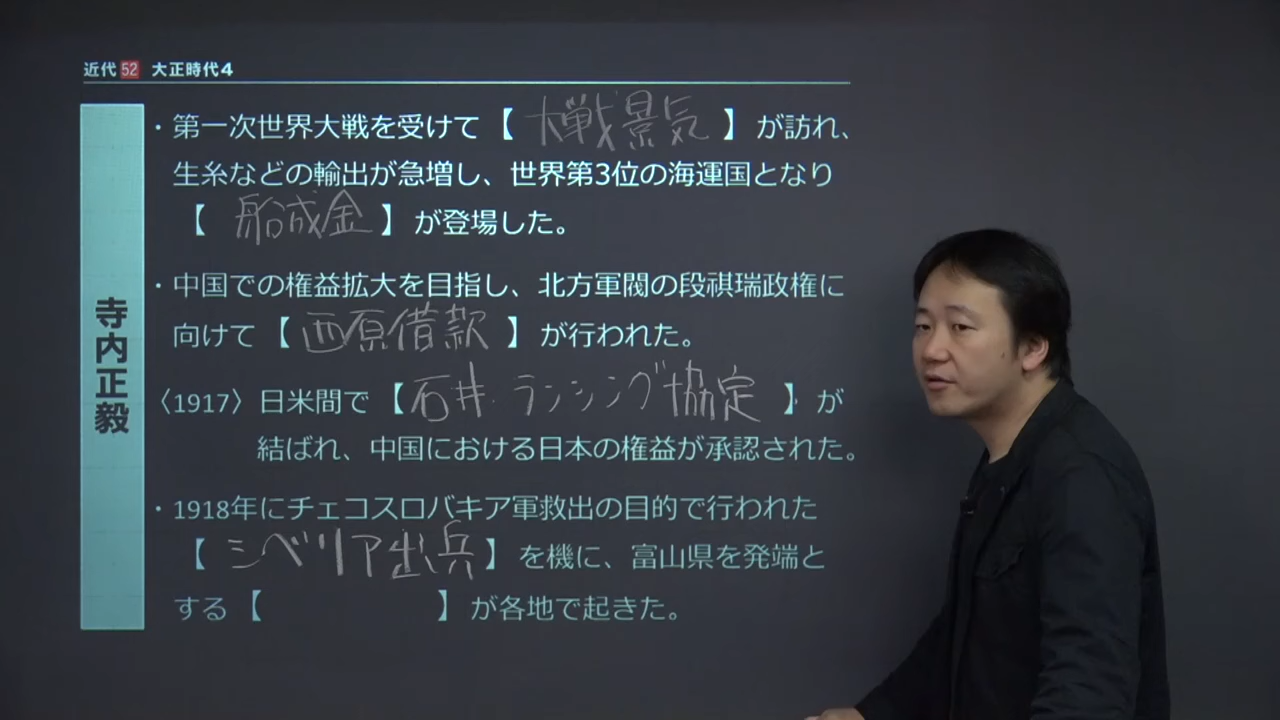 近代52 大正時代4
寺内正毅
・第一次世界大戦を受けて【 大戦景気 】が訪れ、
生糸などの輸出が急増し、世界第3位の海運国となり
【 船成金 】が登場した。
・中国での権益拡大を目指し、北方軍閥の段祺瑞政権に
向けて【 西原借款 】が行われた。
〈1917〉日米間で【 石井・ランシング協定 】が
結ばれ、中国における日本の権益が承認された。
・1918年にチェコスロバキア軍救出の目的で行われた
【 シベリア出兵 】を機に、富山県を発端と
する【 】が各地で起きた。